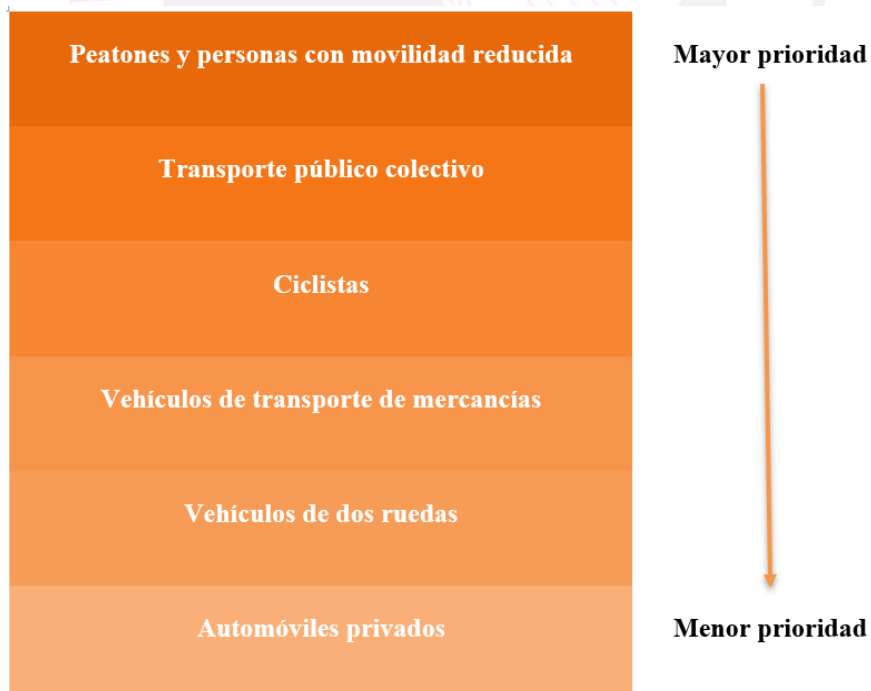 Peatones y personas con movilidad reducida
Mayor prioridad
Transporte público colectivo
Ciclistas
Vehículos de transporte de mercancías
Vehículos de dos ruedas
Automóviles privados
Menor prioridad